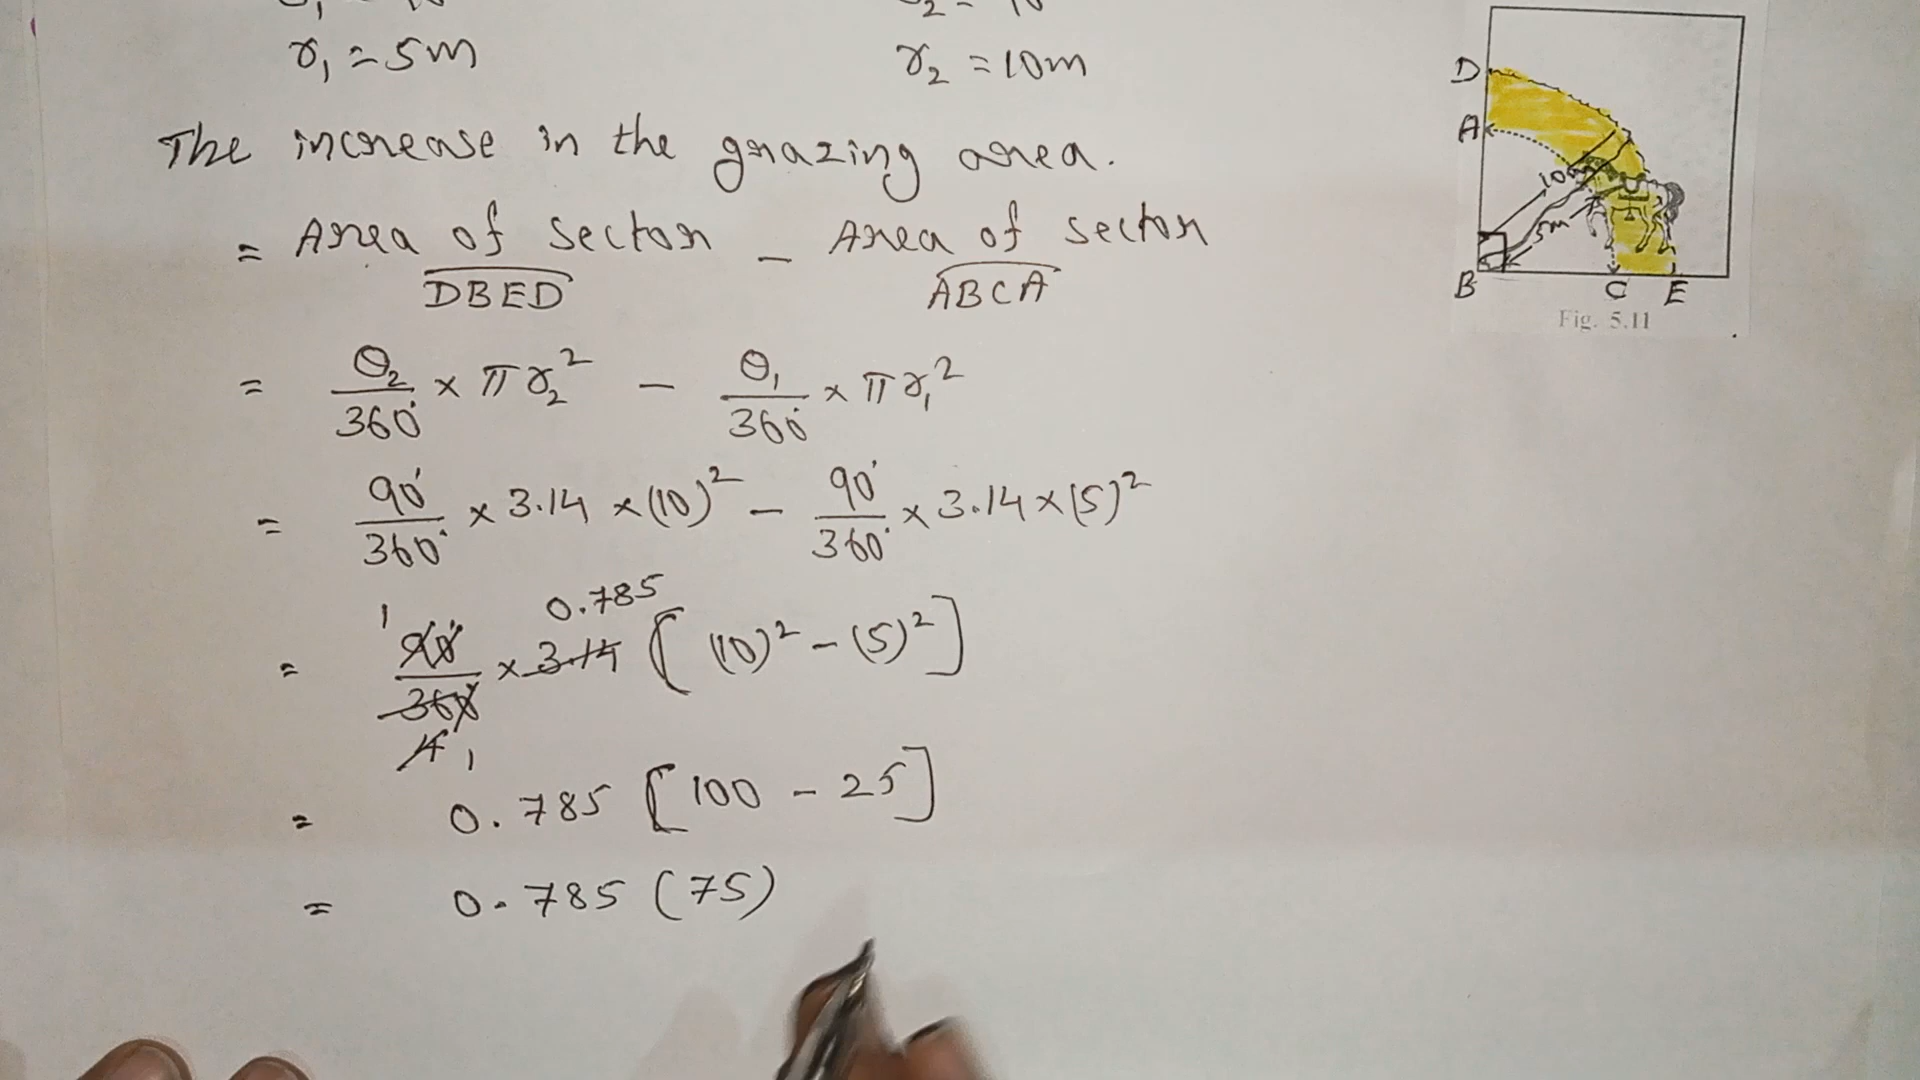 r₁ = 5m
r₂ = 10m
The increase in the grazing area.
= Area of sector DBED - Area of sector ABCA
= θ₂/360° × πr₂² - θ₁/360° × πr₁²
= 90°/360° × 3.14 × (10)² - 90°/360° × 3.14 × (5)²
= 90°/360° × 3.14 [(10)² - (5)²]
1
0.785
4
1
= 0.785 [100 - 25]
= 0.785 (75)
D
A
10m
5m
B C E
Fig. 5.11